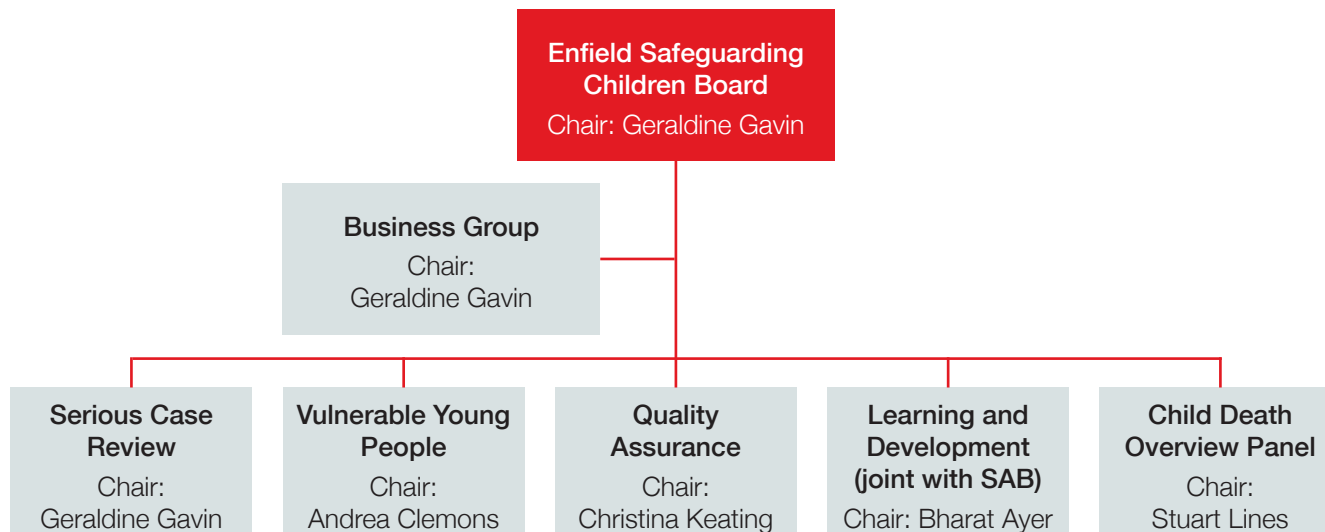 Enfield Safeguarding
Children Board
Chair: Geraldine Gavin
Business Group
Chair:
Geraldine Gavin
Serious Case
Review
Chair:
Geraldine Gavin
Vulnerable Young
People
Chair:
Andrea Clemons
Quality
Assurance
Chair:
Christina Keating
Learning and
Development
(joint with SAB)
Chair: Bharat Ayer
Child Death
Overview Panel
Chair:
Stuart Lines